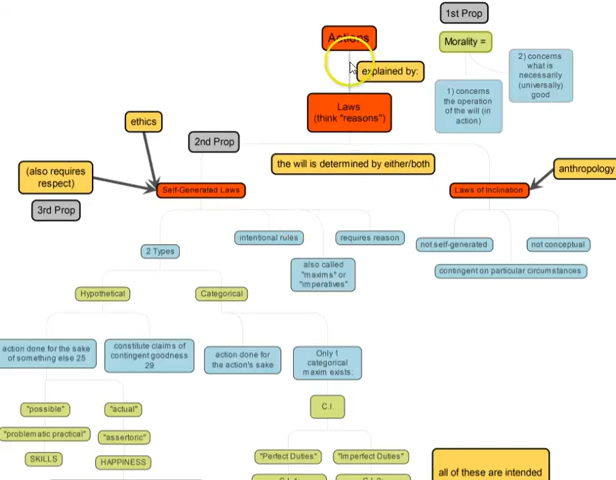 1st Prop
Actions
Morality =
explained by:
2) concerns
what is
necessarily
(universally)
good
1) concerns
the operation
of the will (in
action)
Laws
(think "reasons")
ethics
2nd Prop
the will is determined by either/both
anthropology
(also requires
respect)
Self-Generated Laws
Laws of Inclination
3rd Prop
intentional rules
requires reason
not self-generated
not conceptual
2 Types
also called
"maxims" or
"imperatives"
contingent on particular circumstances
Hypothetical
Categorical
action done for the sake
of something else 25
constitute claims of
contingent goodness
29
action done for
the action's sake
Only 1
categorical
maxim exists:
"possible"
"actual"
C.I.
"problematic practical"
"assertoric"
SKILLS
HAPPINESS
"Perfect Duties"
"Imperfect Duties"
all of these are intended